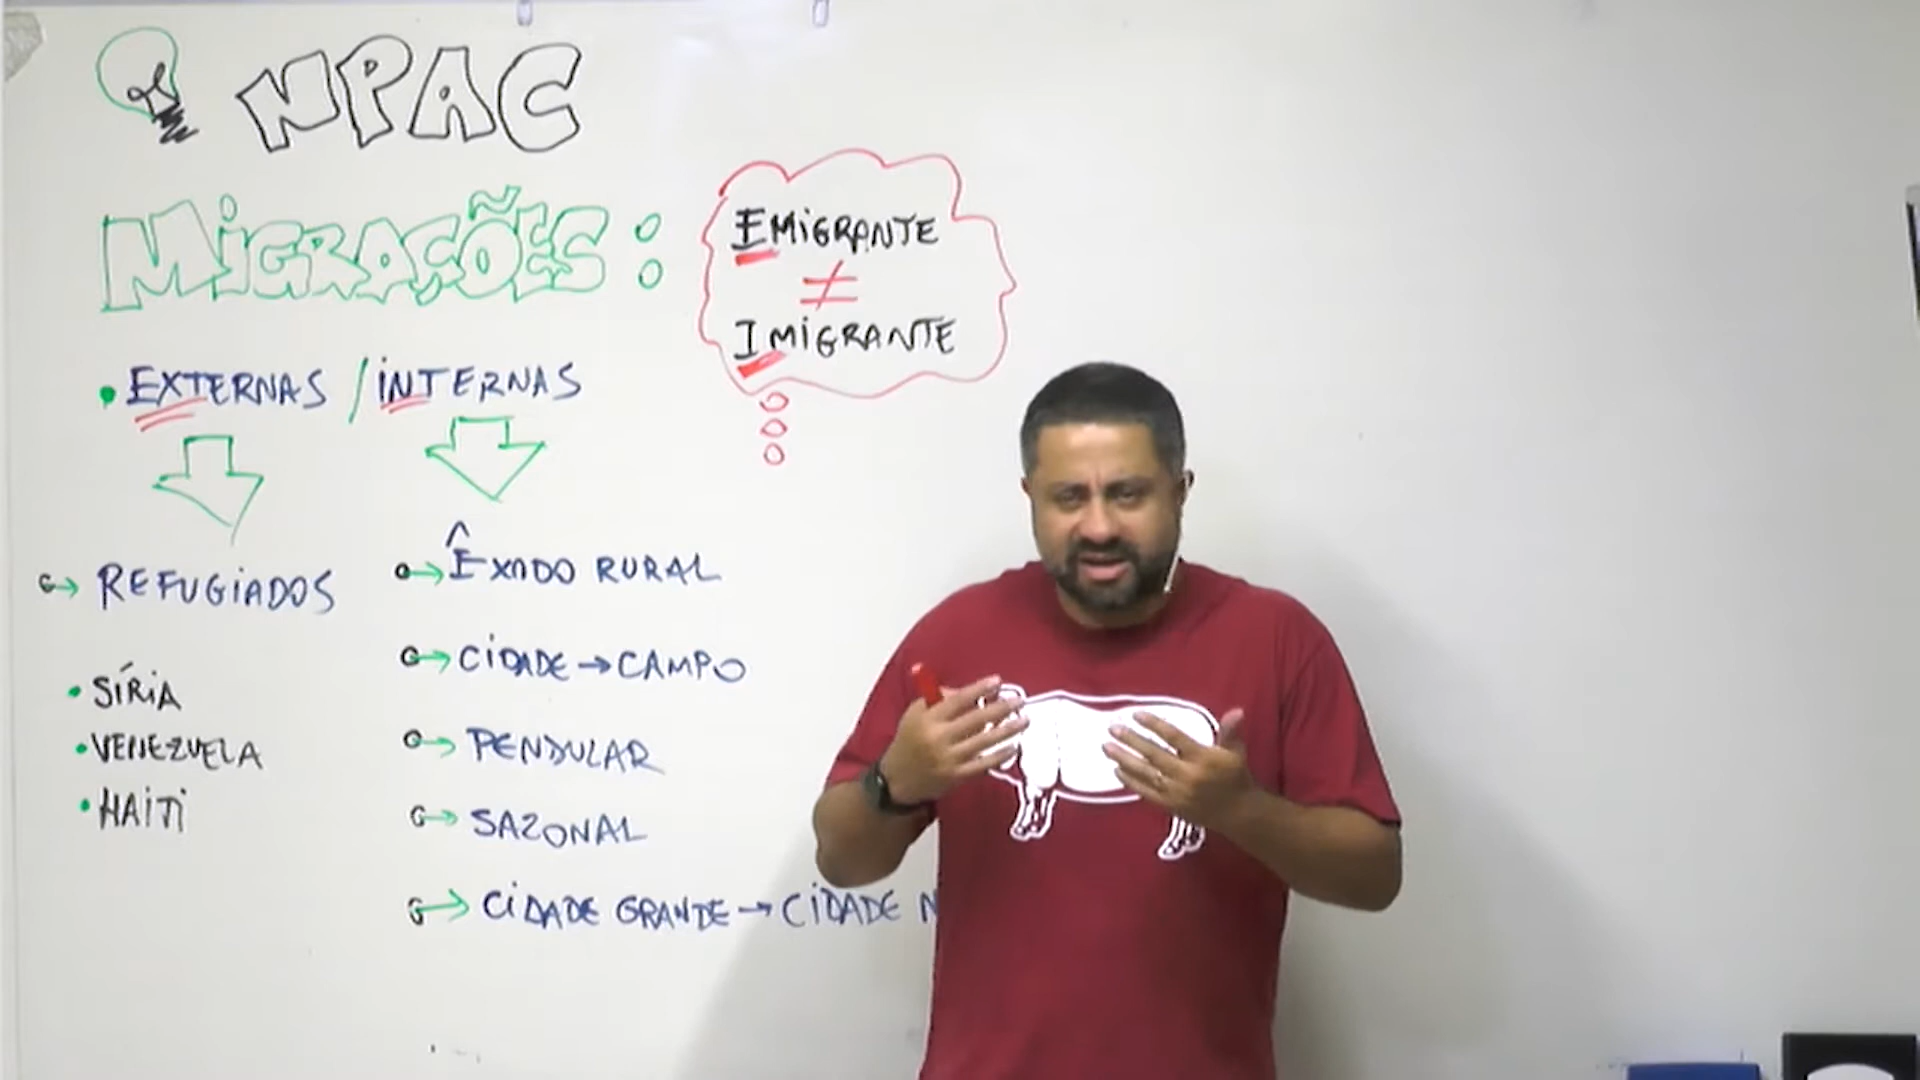 NPAC
MIGRAÇÕES:
EMIGRANTE
≠
IMIGRANTE
• EXTERNAS / INTERNAS
REFUGIADOS
• SÍRIA
• VENEZUELA
• HAITI
ÊXODO RURAL
CIDADE → CAMPO
PENDULAR
SAZONAL
CIDADE GRANDE → CIDADE